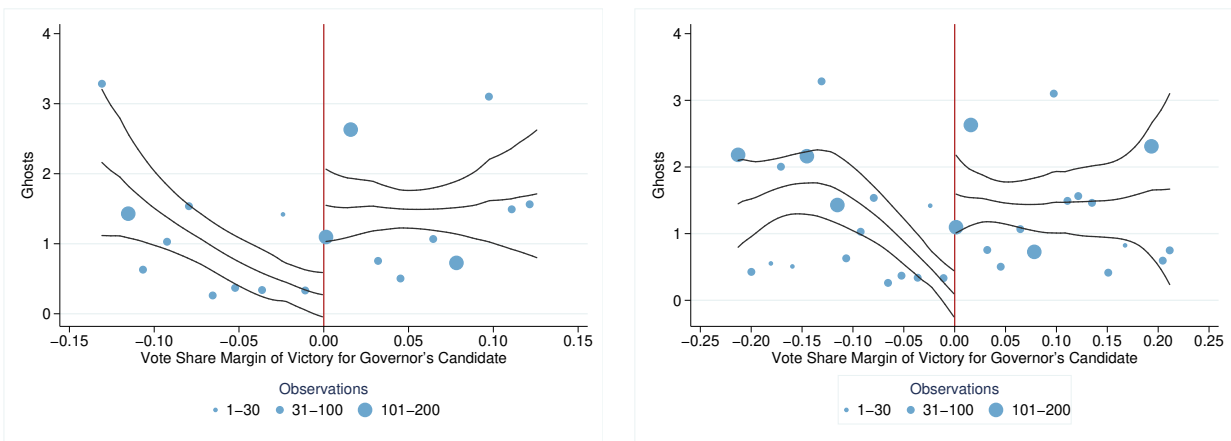 4
3
2
1
0
Ghosts
−0.15 −0.10 −0.05 0.00 0.05 0.10 0.15
Vote Share Margin of Victory for Governor's Candidate
Observations
1−30 31−100 101−200
4
3
2
1
0
Ghosts
−0.25 −0.20 −0.15 −0.10 −0.05 0.00 0.05 0.10 0.15 0.20 0.25
Vote Share Margin of Victory for Governor's Candidate
Observations
1−30 31−100 101−200